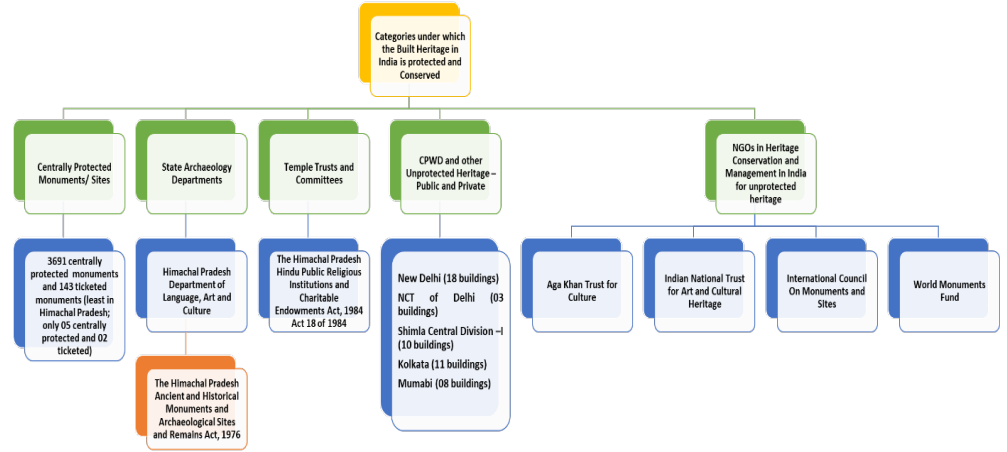 Categories under which
the Built Heritage in
India is protected and
Conserved
Centrally Protected
Monuments/ Sites
State Archaeology
Departments
Temple Trusts and
Committees
CPWD and other
Unprotected Heritage –
Public and Private
NGOs in Heritage
Conservation and
Management in India
for unprotected
heritage
3691 centrally
protected monuments
and 143 ticketed
monuments (least in
Himachal Pradesh;
only 05 centrally
protected and 02
ticketed)
Himachal Pradesh
Department of
Language, Art and
Culture
The Himachal Pradesh
Hindu Public Religious
Institutions and
Charitable
Endowments Act, 1984
Act 18 of 1984
New Delhi (18 buildings)
NCT of Delhi (03
buildings)
Shimla Central Division –I
(10 buildings)
Kolkata (11 buildings)
Mumabi (08 buildings)
Aga Khan Trust for
Culture
Indian National Trust
for Art and Cultural
Heritage
International Council
On Monuments and
Sites
World Monuments
Fund
The Himachal Pradesh
Ancient and Historical
Monuments and
Archaeological Sites
and Remains Act, 1976